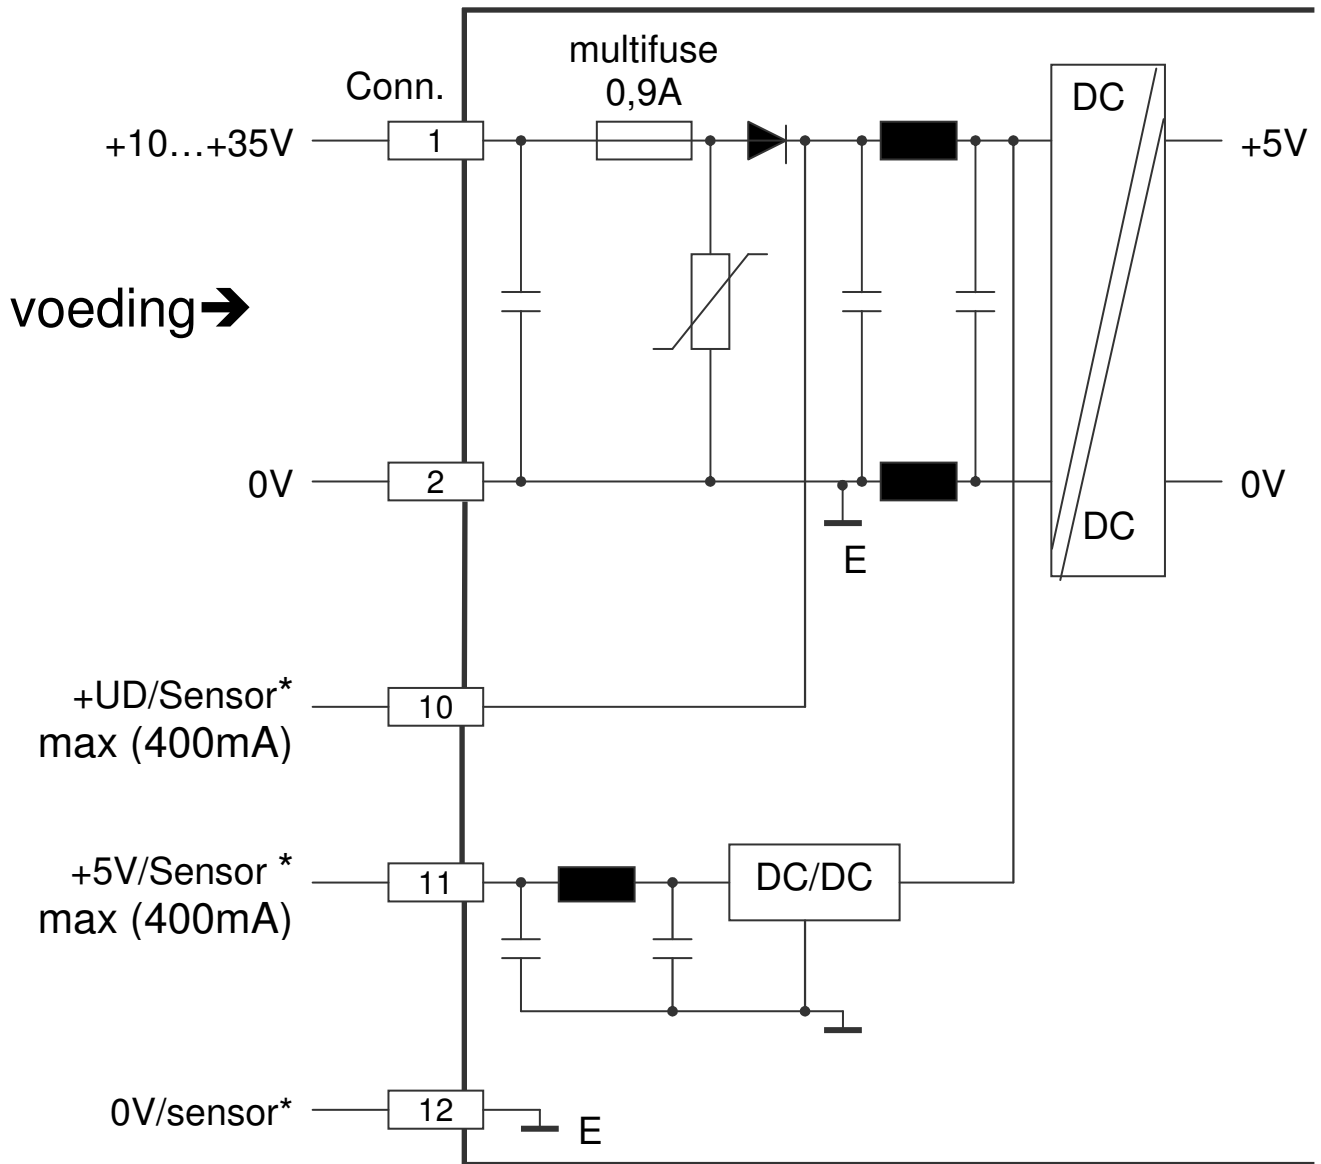 multifuse
0,9A
Conn.
DC
+10…+35V
1
+5V
voeding➔
0V
2
0V
DC
E
+UD/Sensor*
10
max (400mA)
+5V/Sensor *
11
DC/DC
max (400mA)
0V/sensor*
12
E